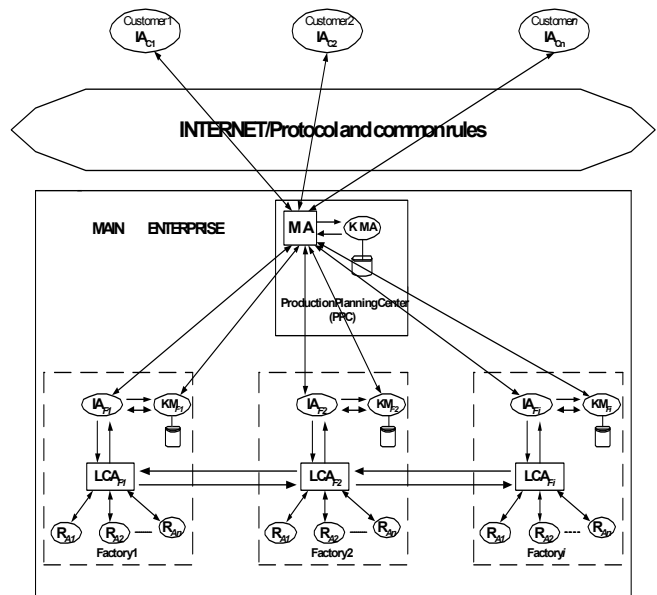 Customer1 Customer2 Customern
IAC1 IAC2 IACn
INTERNET/Protocol and common rules
MAIN ENTERPRISE MA KMA
ProductionPlanningCenter
(PPC)
IAF1 KMF1 IAF2 KMF2 IAFi KMFi
LCAF1 LCAF2 LCAFi
RA1 RA2 RAn RA1 RA2 RAn RA1 RA2 RAn
Factory1 Factory2 Factoryi